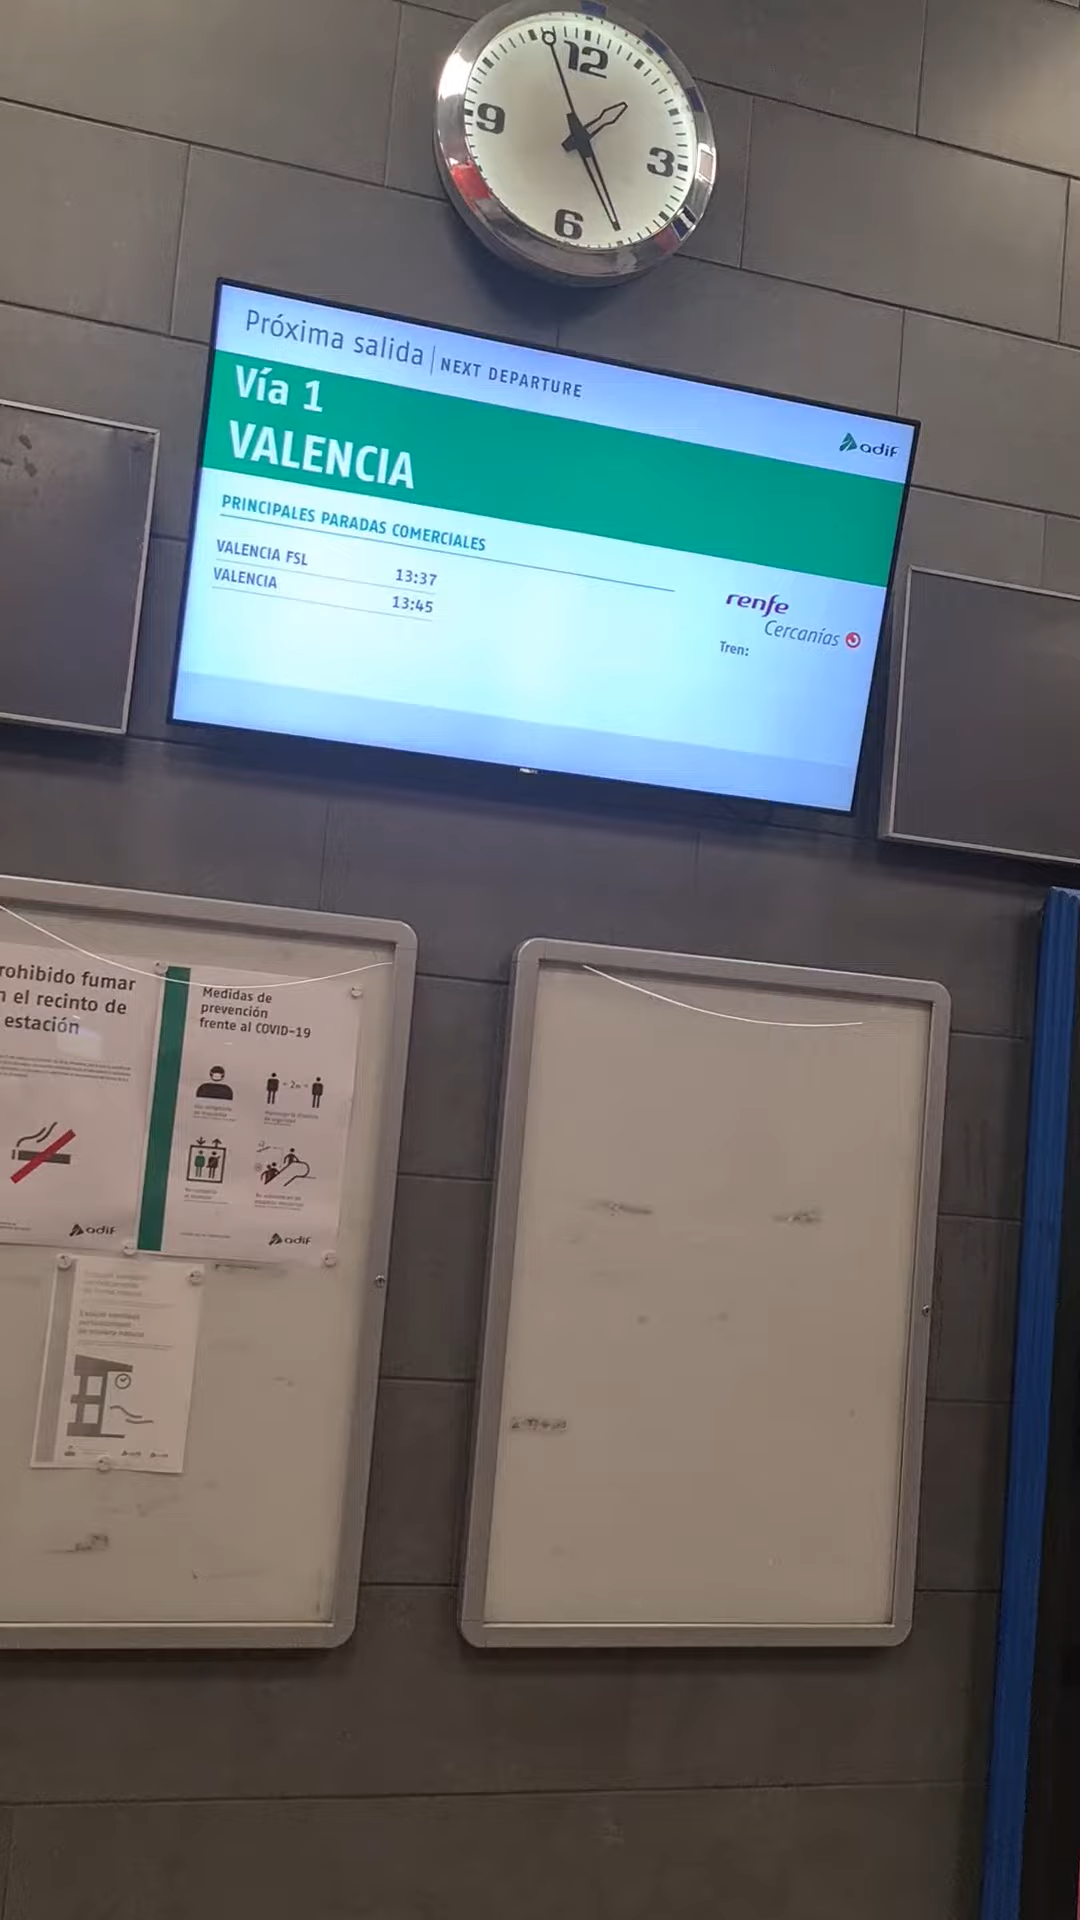 12
9
3
6
Próxima salida | NEXT DEPARTURE
Vía 1
adif
VALENCIA
PRINCIPALES PARADAS COMERCIALES
VALENCIA FSL 13:37
VALENCIA 13:45
renfe
Cercanías
Tren:
rohibido fumar
n el recinto de
estación
adif
Medidas de
prevención
frente al COVID-19
adif